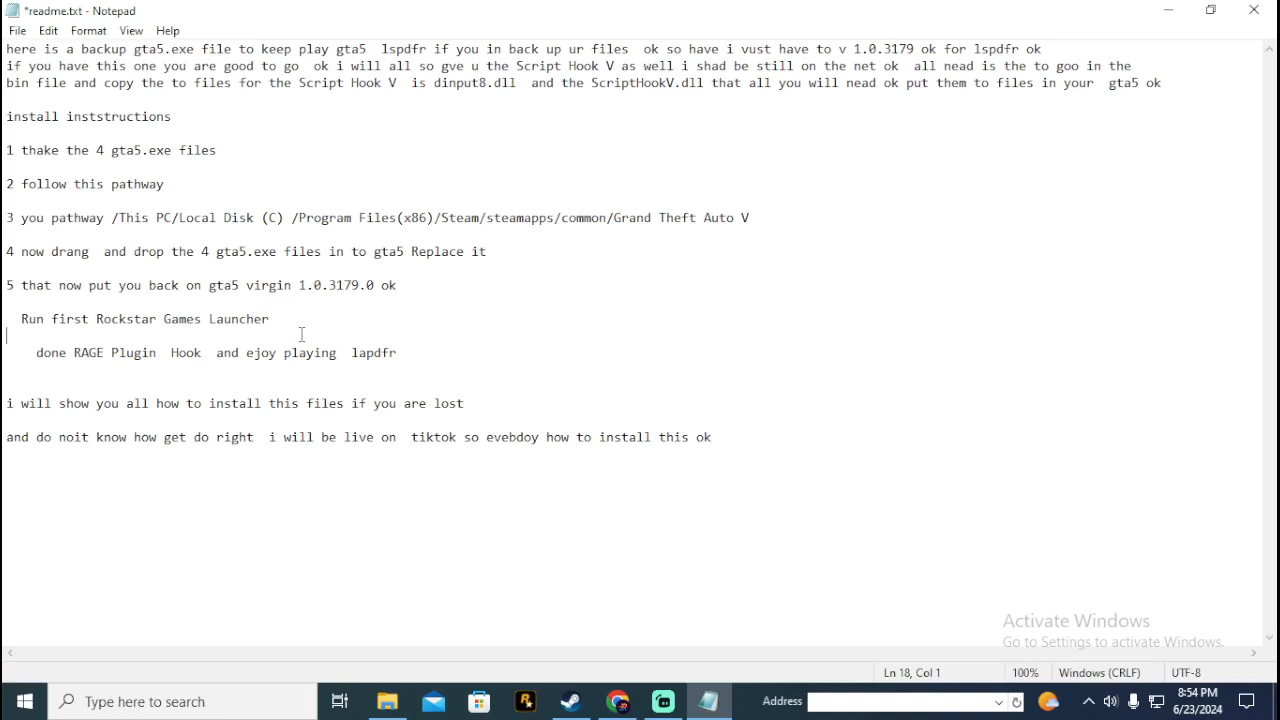 *readme.txt - Notepad
File Edit Format View Help
here is a backup gta5.exe file to keep play gta5 lspdfr if you in back up ur files ok so have i vust have to v 1.0.3179 ok for lspdfr ok
if you have this one you are good to go ok i will all so gve u the Script Hook V as well i shad be still on the net ok all nead is the to goo in the
bin file and copy the to files for the Script Hook V is dinput8.dll and the ScriptHookV.dll that all you will nead ok put them to files in your gta5 ok
install inststructions
1 thake the 4 gta5.exe files
2 follow this pathway
3 you pathway /This PC/Local Disk (C) /Program Files(x86)/Steam/steamapps/common/Grand Theft Auto V
4 now drang and drop the 4 gta5.exe files in to gta5 Replace it
5 that now put you back on gta5 virgin 1.0.3179.0 ok
Run first Rockstar Games Launcher
done RAGE Plugin Hook and ejoy playing lapdfr
i will show you all how to install this files if you are lost
and do noit know how get do right i will be live on tiktok so evebdoy how to install this ok
Activate Windows
Go to Settings to activate Windows.
Ln 18, Col 1 100% Windows (CRLF) UTF-8
Type here to search
Address
8:54 PM
6/23/2024